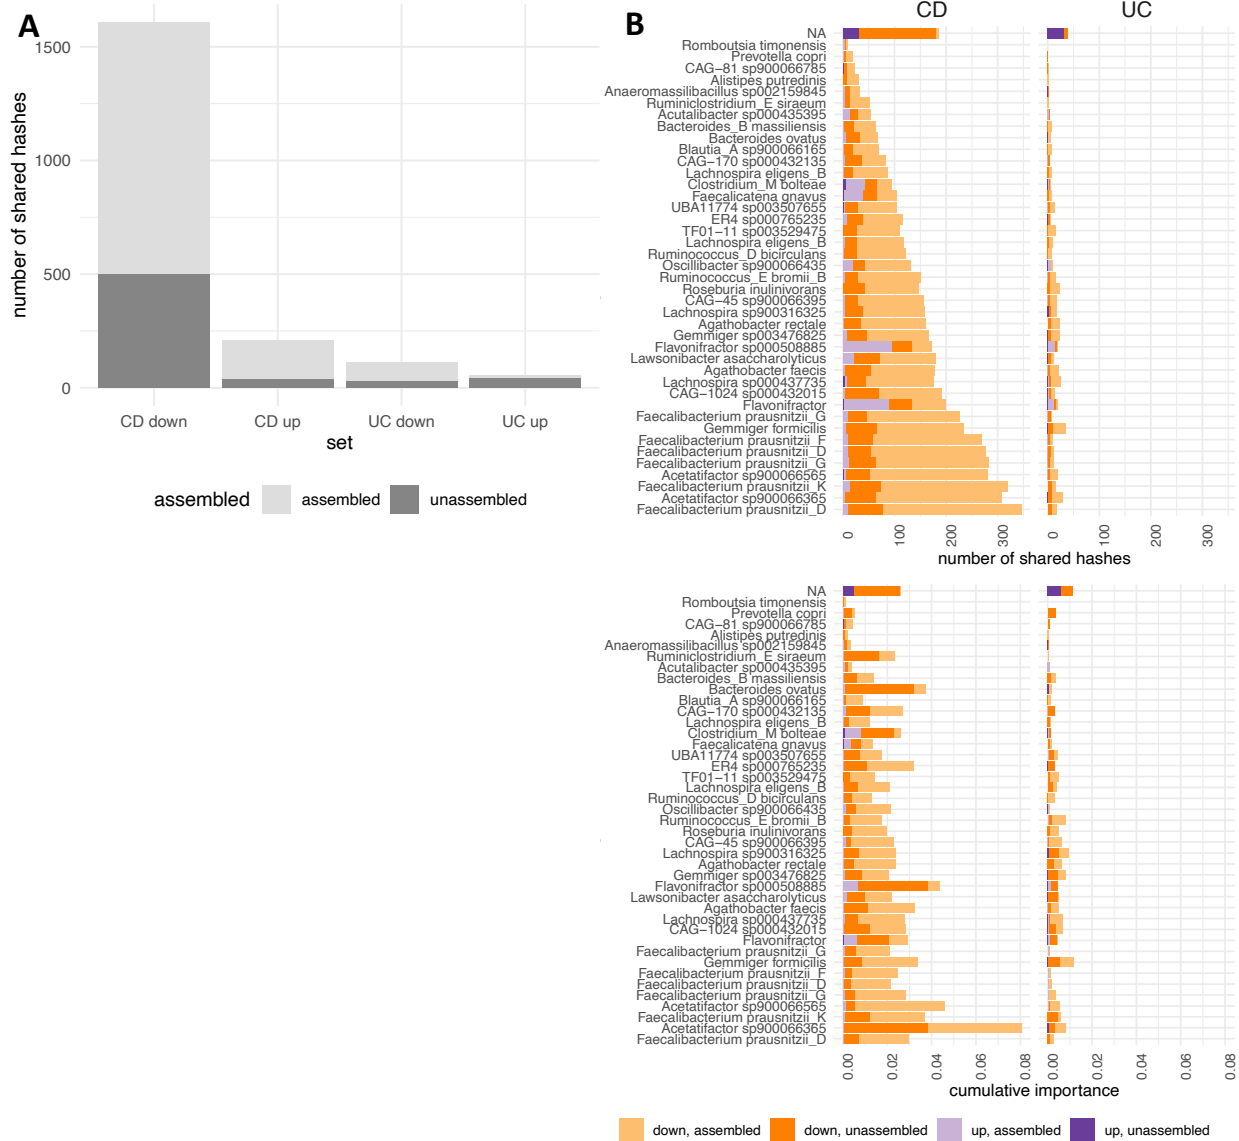 A
number of shared hashes
1500
1000
500
0
CD down
CD up
UC down
UC up
set
assembled
assembled
unassembled
B
CD
UC
NA
Romboutsia timonensis
Prevotella copri
CAG−81 sp900066785
Alistipes putredinis
Anaeromassilibacillus sp002159845
Ruminiclostridium_E siraeum
Acutalibacter sp000435395
Bacteroides_B massiliensis
Bacteroides ovatus
Blautia_A sp900066165
CAG−170 sp000432135
Lachnospira eligens_B
Clostridium_M bolteae
Faecalicatena gnavus
UBA11774 sp003507655
ER4 sp000765235
TF01−11 sp003529475
Lachnospira eligens_B
Ruminococcus_D bicirculans
Oscillibacter sp900066435
Ruminococcus_E bromii_B
Roseburia inulinivorans
CAG−45 sp900066395
Lachnospira sp900316325
Agathobacter rectale
Gemmiger sp003476825
Flavonifractor sp000508885
Lawsonibacter asaccharolyticus
Agathobacter faecis
Lachnospira sp000437735
CAG−1024 sp000432015
Flavonifractor
Faecalibacterium prausnitzii_G
Gemmiger formicilis
Faecalibacterium prausnitzii_F
Faecalibacterium prausnitzii_D
Faecalibacterium prausnitzii_G
Acetatifactor sp900066565
Faecalibacterium prausnitzii_K
Acetatifactor sp900066365
Faecalibacterium prausnitzii_D
0 100 200 300 0 100 200 300
number of shared hashes
NA
Romboutsia timonensis
Prevotella copri
CAG−81 sp900066785
Alistipes putredinis
Anaeromassilibacillus sp002159845
Ruminiclostridium_E siraeum
Acutalibacter sp000435395
Bacteroides_B massiliensis
Bacteroides ovatus
Blautia_A sp900066165
CAG−170 sp000432135
Lachnospira eligens_B
Clostridium_M bolteae
Faecalicatena gnavus
UBA11774 sp003507655
ER4 sp000765235
TF01−11 sp003529475
Lachnospira eligens_B
Ruminococcus_D bicirculans
Oscillibacter sp900066435
Ruminococcus_E bromii_B
Roseburia inulinivorans
CAG−45 sp900066395
Lachnospira sp900316325
Agathobacter rectale
Gemmiger sp003476825
Flavonifractor sp000508885
Lawsonibacter asaccharolyticus
Agathobacter faecis
Lachnospira sp000437735
CAG−1024 sp000432015
Flavonifractor
Faecalibacterium prausnitzii_G
Gemmiger formicilis
Faecalibacterium prausnitzii_F
Faecalibacterium prausnitzii_D
Faecalibacterium prausnitzii_G
Acetatifactor sp900066565
Faecalibacterium prausnitzii_K
Acetatifactor sp900066365
Faecalibacterium prausnitzii_D
0.00 0.02 0.04 0.06 0.08 0.00 0.02 0.04 0.06 0.08
cumulative importance
down, assembled
down, unassembled
up, assembled
up, unassembled